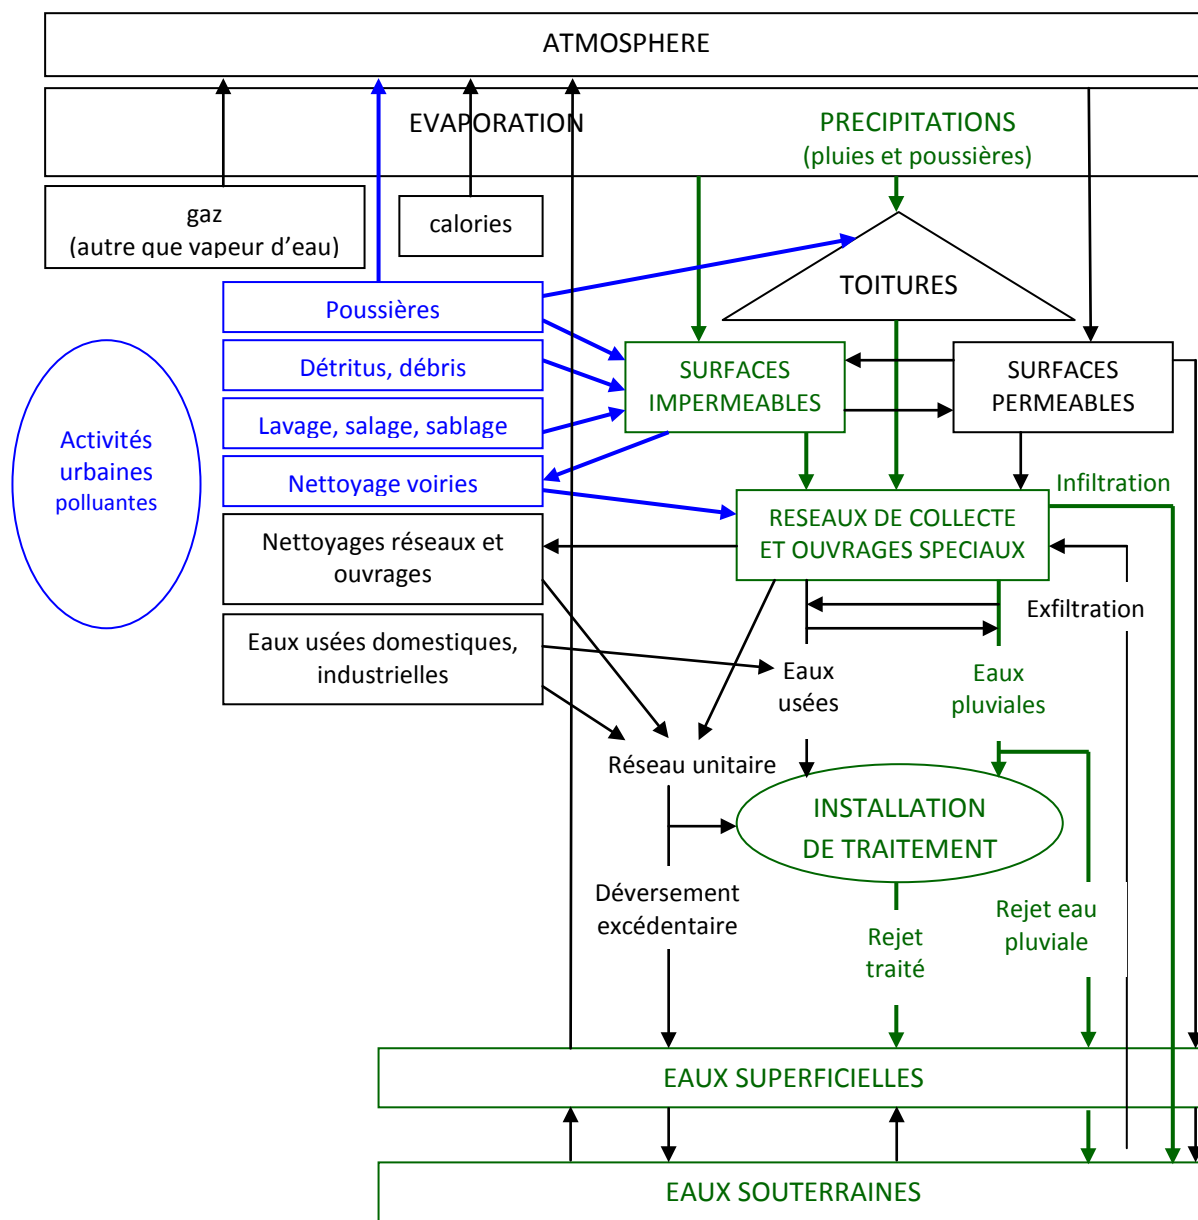 ATMOSPHERE
EVAPORATION
PRECIPITATIONS
(pluies et poussières)
gaz
(autre que vapeur d’eau)
calories
TOITURES
Poussières
Détritus, débris
Lavage, salage, sablage
Nettoyage voiries
Activités
urbaines
polluantes
SURFACES
IMPERMEABLES
SURFACES
PERMEABLES
Infiltration
RESEAUX DE COLLECTE
ET OUVRAGES SPECIAUX
Nettoyages réseaux et
ouvrages
Exfiltration
Eaux usées domestiques,
industrielles
Eaux
usées
Eaux
pluviales
Réseau unitaire
INSTALLATION
DE TRAITEMENT
Déversement
excédentaire
Rejet
traité
Rejet eau
pluviale
EAUX SUPERFICIELLES
EAUX SOUTERRAINES